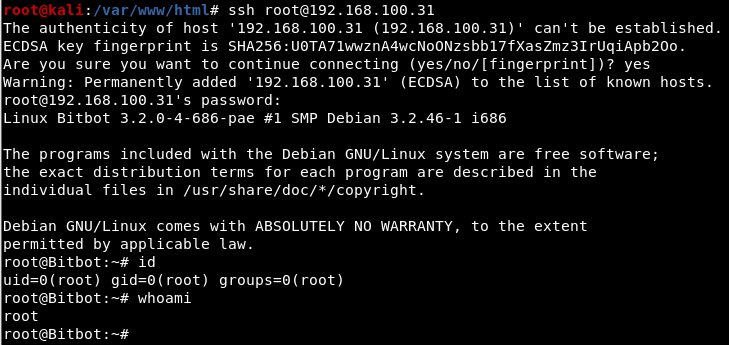 root@kali:/var/www/html# ssh root@192.168.100.31
The authenticity of host '192.168.100.31 (192.168.100.31)' can't be established.
ECDSA key fingerprint is SHA256:U0TA71wwznA4wcNoONzsbb17fXasZmz3IrUqiApb2Oo.
Are you sure you want to continue connecting (yes/no/[fingerprint])? yes
Warning: Permanently added '192.168.100.31' (ECDSA) to the list of known hosts.
root@192.168.100.31's password:
Linux Bitbot 3.2.0-4-686-pae #1 SMP Debian 3.2.46-1 i686

The programs included with the Debian GNU/Linux system are free software;
the exact distribution terms for each program are described in the
individual files in /usr/share/doc/*/copyright.

Debian GNU/Linux comes with ABSOLUTELY NO WARRANTY, to the extent
permitted by applicable law.
root@Bitbot:~# id
uid=0(root) gid=0(root) groups=0(root)
root@Bitbot:~# whoami
root
root@Bitbot:~#